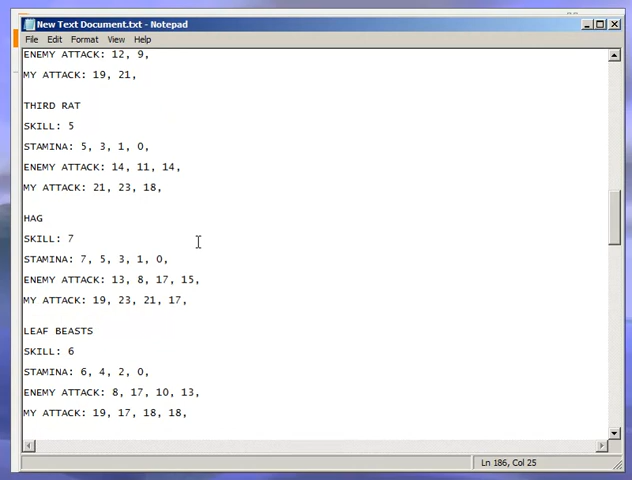 New Text Document.txt - Notepad
File Edit Format View Help
ENEMY ATTACK: 12, 9,
MY ATTACK: 19, 21,
THIRD RAT
SKILL: 5
STAMINA: 5, 3, 1, 0,
ENEMY ATTACK: 14, 11, 14,
MY ATTACK: 21, 23, 18,
HAG
SKILL: 7
STAMINA: 7, 5, 3, 1, 0,
ENEMY ATTACK: 13, 8, 17, 15,
MY ATTACK: 19, 23, 21, 17,
LEAF BEASTS
SKILL: 6
STAMINA: 6, 4, 2, 0,
ENEMY ATTACK: 8, 17, 10, 13,
MY ATTACK: 19, 17, 18, 18,
Ln 186, Col 25